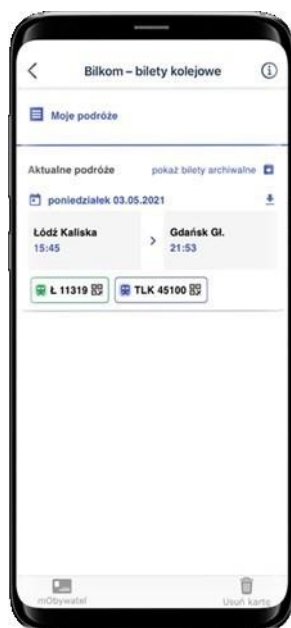 Bilkom – bilety kolejowe
Moje podróże
Aktualne podróże pokaż bilety archiwalne
poniedziałek 03.05.2021
Łódź Kaliska > Gdańsk Gł.
15:45 21:53
Ł 11319 TLK 45100
mObywatel Usuń kartę